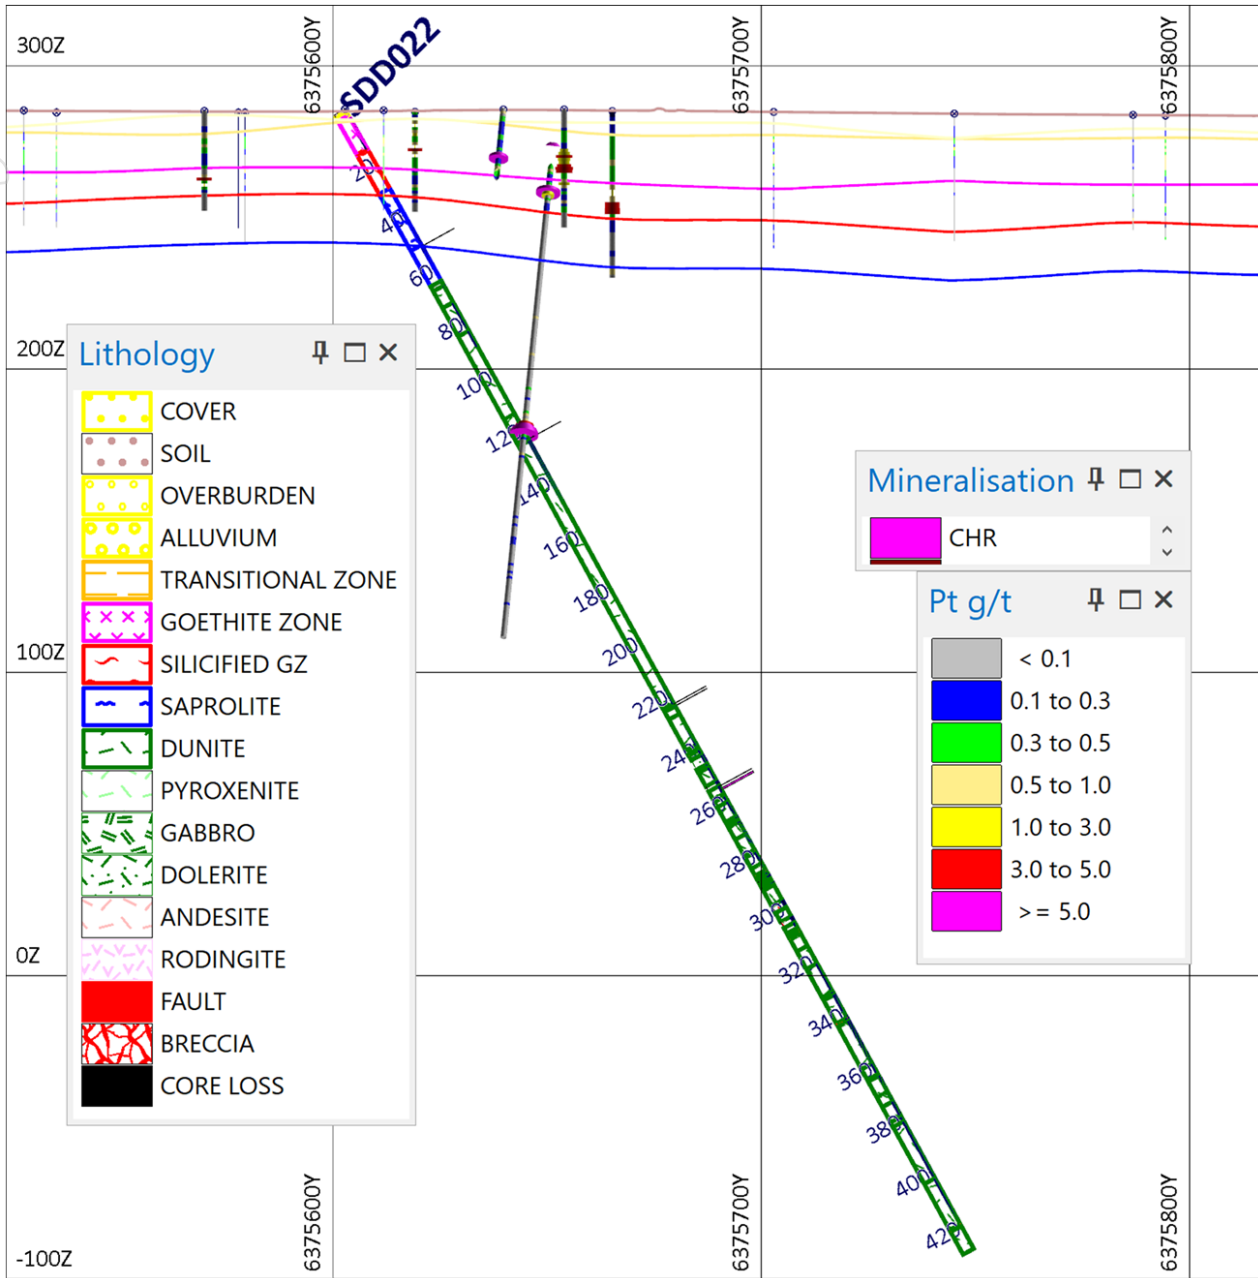 300Z
6375600Y
6375700Y
6375800Y
SDD022
20
40
60
80
100
120
140
160
180
200
220
240
260
280
300
320
340
360
380
400
420
200Z
100Z
0Z
-100Z
Lithology
COVER
SOIL
OVERBURDEN
ALLUVIUM
TRANSITIONAL ZONE
GOETHITE ZONE
SILICIFIED GZ
SAPROLITE
DUNITE
PYROXENITE
GABBRO
DOLERITE
ANDESITE
RODINGITE
FAULT
BRECCIA
CORE LOSS
Mineralisation
CHR
Pt g/t
< 0.1
0.1 to 0.3
0.3 to 0.5
0.5 to 1.0
1.0 to 3.0
3.0 to 5.0
>= 5.0
6375600Y
6375700Y
6375800Y